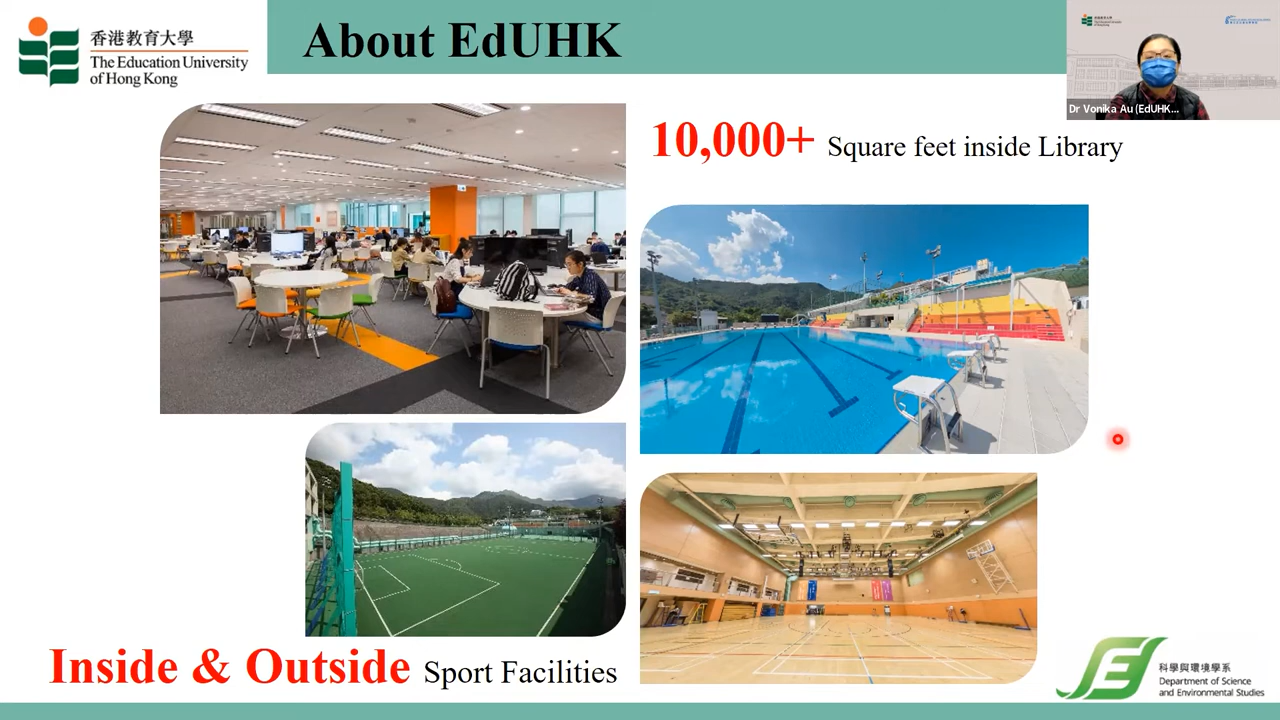 香港教育大學
The Education University
of Hong Kong
About EdUHK
Dr Vonika Au (EdUHK...
10,000+ Square feet inside Library
Inside & Outside Sport Facilities
科學與環境學系
Department of Science
and Environmental Studies